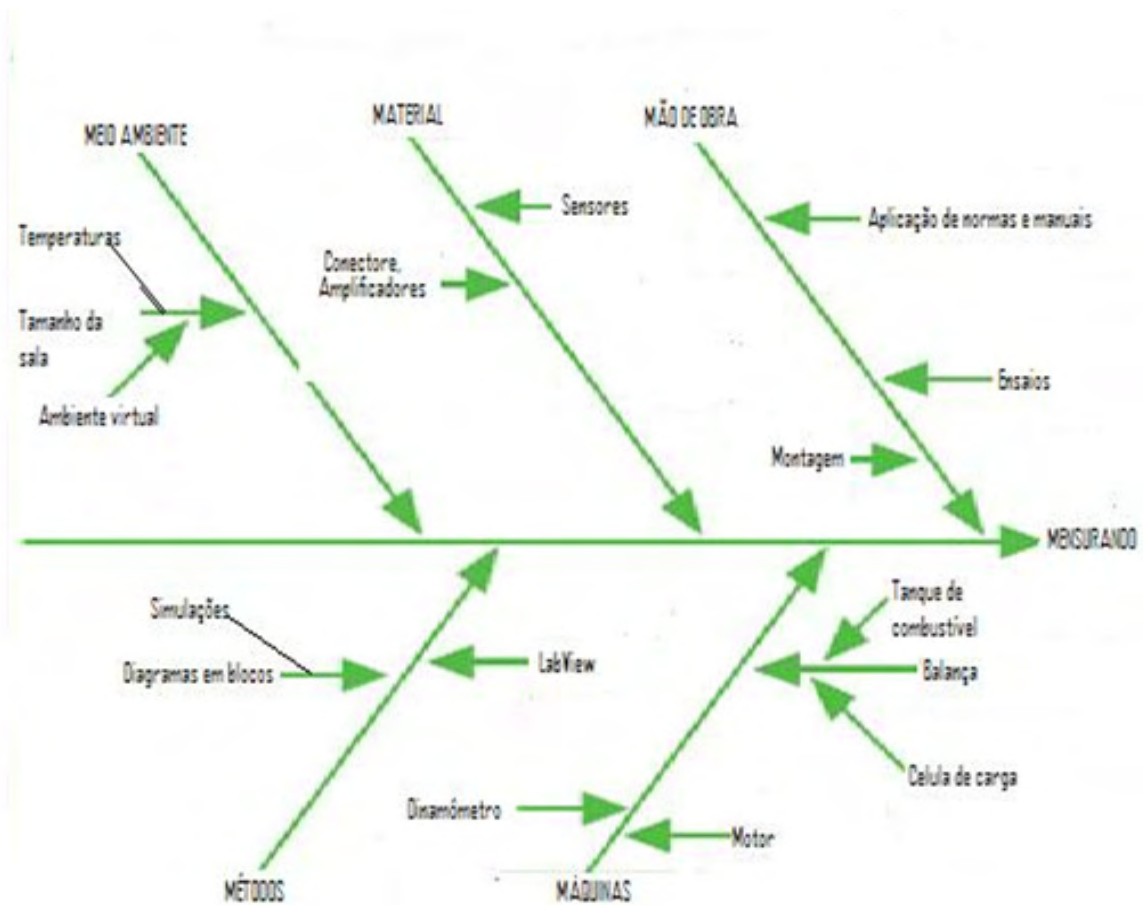 MEIO AMBIENTE
MATERIAL
MÃO DE OBRA
Sensores
Aplicação de normas e manuais
Temperaturas
Conectore,
Amplificadores
Tamanho da
sala
Ambiente virtual
Ensaios
Montagem
MENSURANDO
Simulações
Diagramas em blocos
LabView
Tanque de
combustível
Balança
Celula de carga
Dinamômetro
Motor
MÉTODOS
MÁQUINAS